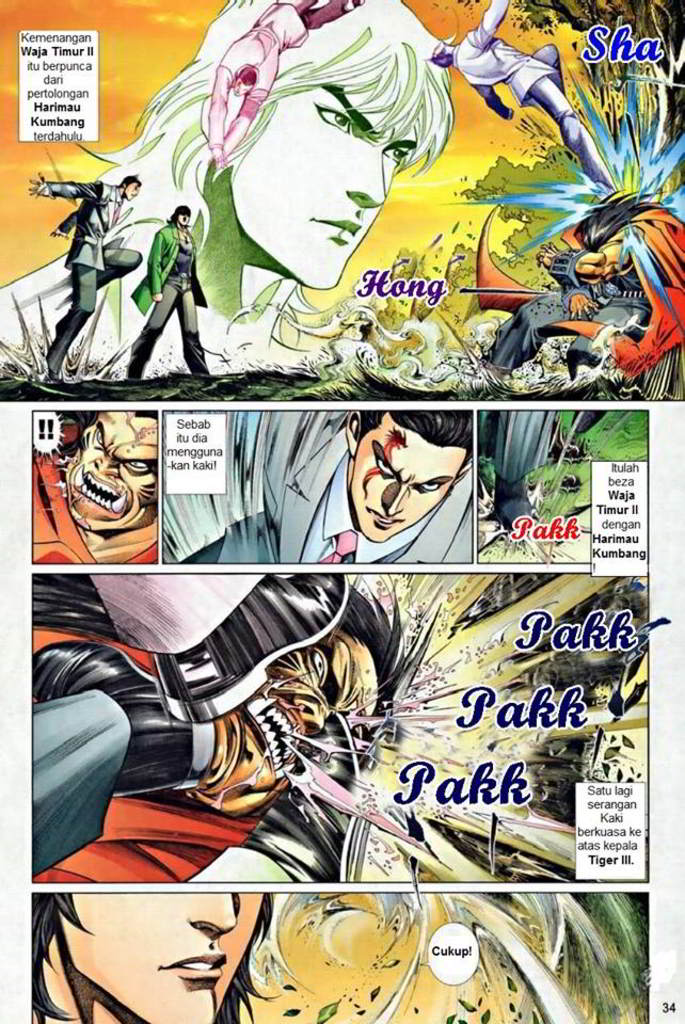 Kemenangan
Waja Timur II
itu berpunca
dari
pertolongan
Harimau
Kumbang
terdahulu.
Sha
Hong
!!
Sebab
itu dia
mengguna
-kan kaki!
Pakk
Itulah
beza
Waja
Timur II
dengan
Harimau
Kumbang
!
Pakk
Pakk
Pakk
Satu lagi
serangan
Kaki
berkuasa ke
atas kepala
Tiger III.
Cukup!
34